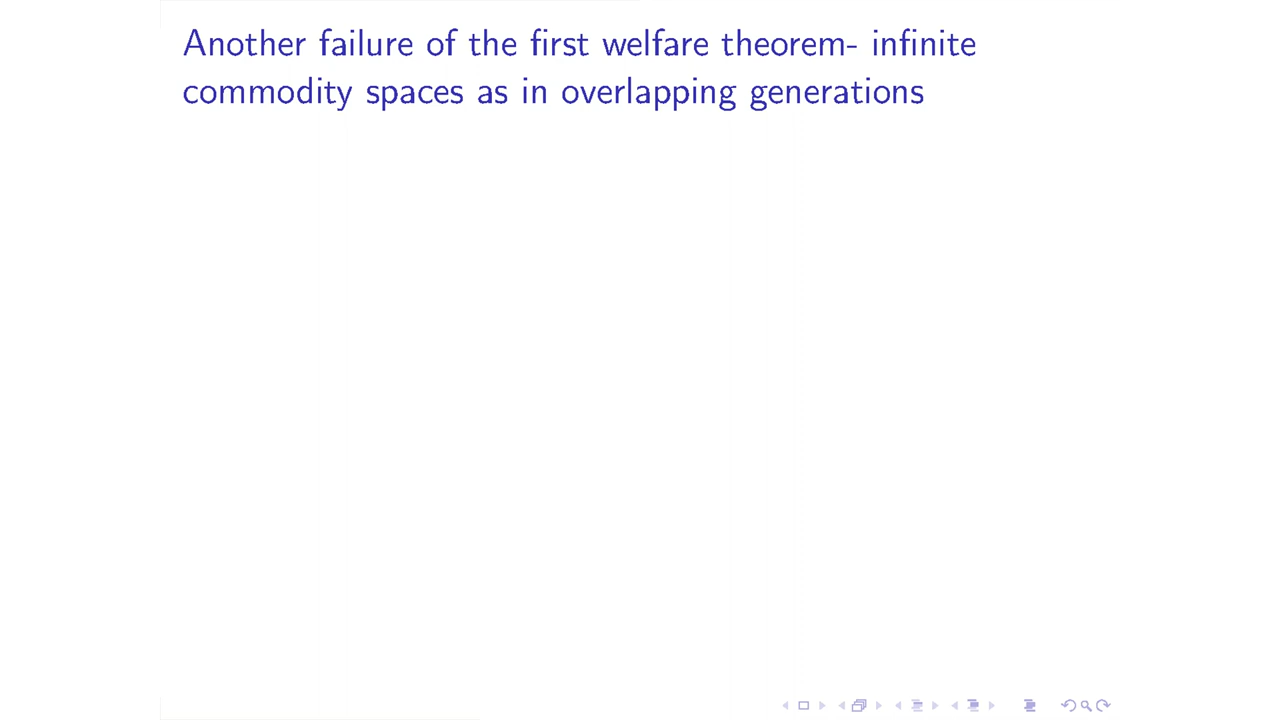 Another failure of the first welfare theorem- infinite
commodity spaces as in overlapping generations